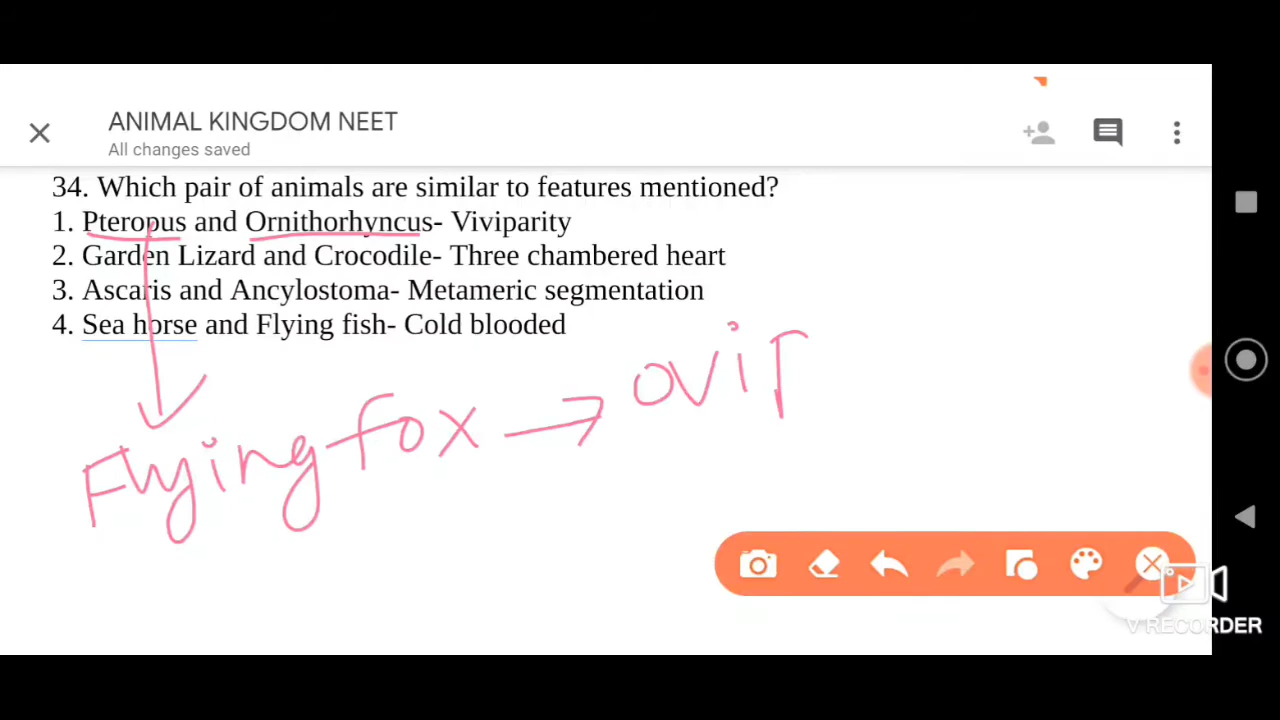 ANIMAL KINGDOM NEET
All changes saved
34. Which pair of animals are similar to features mentioned?
1. Pteropus and Ornithorhyncus- Viviparity
2. Garden Lizard and Crocodile- Three chambered heart
3. Ascaris and Ancylostoma- Metameric segmentation
4. Sea horse and Flying fish- Cold blooded
Flying fox → ovip
V RECORDER